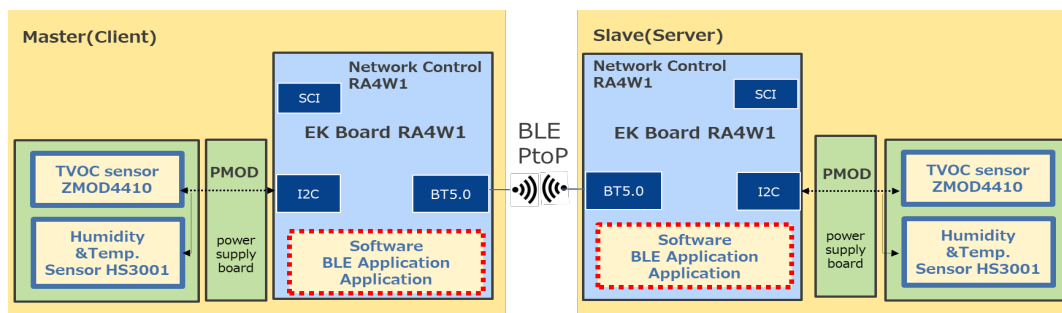 Master(Client)
Network Control
RA4W1
SCI
EK Board RA4W1
TVOC sensor
ZMOD4410
PMOD
I2C
BT5.0
Humidity
&Temp.
Sensor HS3001
power
supply
board
Software
BLE Application
Application
BLE
PtoP
Slave(Server)
Network Control
RA4W1
SCI
EK Board RA4W1
BT5.0
I2C
PMOD
TVOC sensor
ZMOD4410
Software
BLE Application
Application
power
supply
board
Humidity
&Temp.
Sensor HS3001